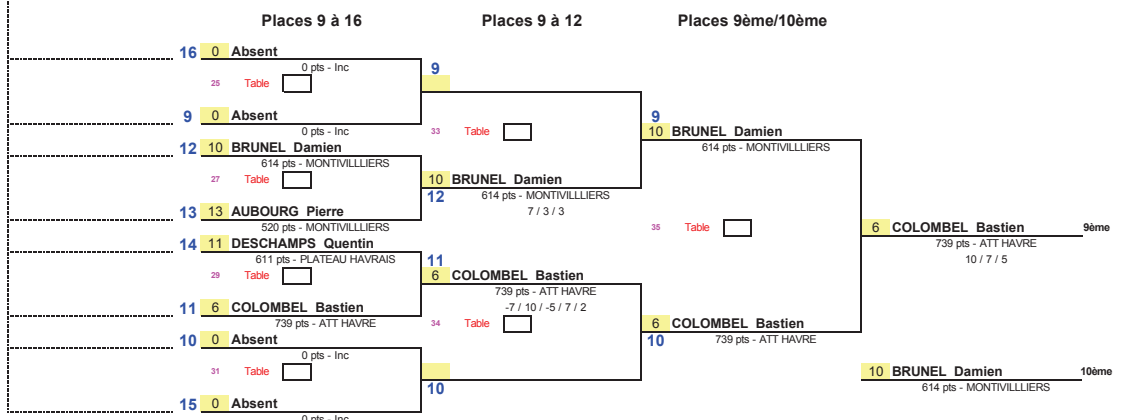 Places 9 à 16 Places 9 à 12 Places 9ème/10ème
16 0 Absent
0 pts - Inc
9
25 Table
9 0 Absent
0 pts - Inc
33 Table
9
10 BRUNEL Damien
614 pts - MONTIVILLLIERS
12 10 BRUNEL Damien
614 pts - MONTIVILLLIERS
27 Table
10 BRUNEL Damien
12
614 pts - MONTIVILLLIERS
7 / 3 / 3
13 13 AUBOURG Pierre
520 pts - MONTIVILLLIERS
35 Table
6 COLOMBEL Bastien 9ème
739 pts - ATT HAVRE
10 / 7 / 5
14 11 DESCHAMPS Quentin
611 pts - PLATEAU HAVRAIS
11
29 Table
6 COLOMBEL Bastien
739 pts - ATT HAVRE
-7 / 10 / -5 / 7 / 2
11 6 COLOMBEL Bastien
739 pts - ATT HAVRE
34 Table
6 COLOMBEL Bastien
10
739 pts - ATT HAVRE
10 0 Absent
0 pts - Inc
31 Table
10
10 BRUNEL Damien 10ème
614 pts - MONTIVILLLIERS
15 0 Absent
0 pts - Inc